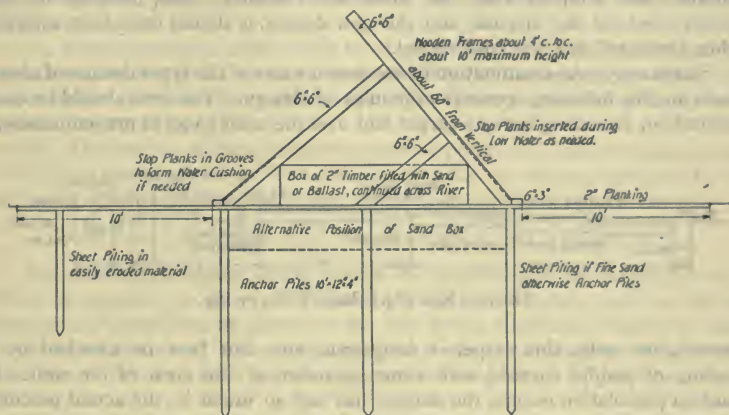 6"×6"
Wooden Frames about 4' c. to c.
about 10' maximum height
6"×6"
about 60° from Vertical
6"×6"
Stop Planks inserted during
Low Water as needed.
Stop Planks in Grooves
to form Water Cushion
if needed
Box of 2" Timber filled with Sand
or Ballast, continued across River
6"×3"
2" Planking
10'
10'
Alternative Position of Sand Box
Sheet Piling in
easily eroded material
Anchor Piles 10'×12"×4"
Sheet Piling if Fine Sand
otherwise Anchor Piles